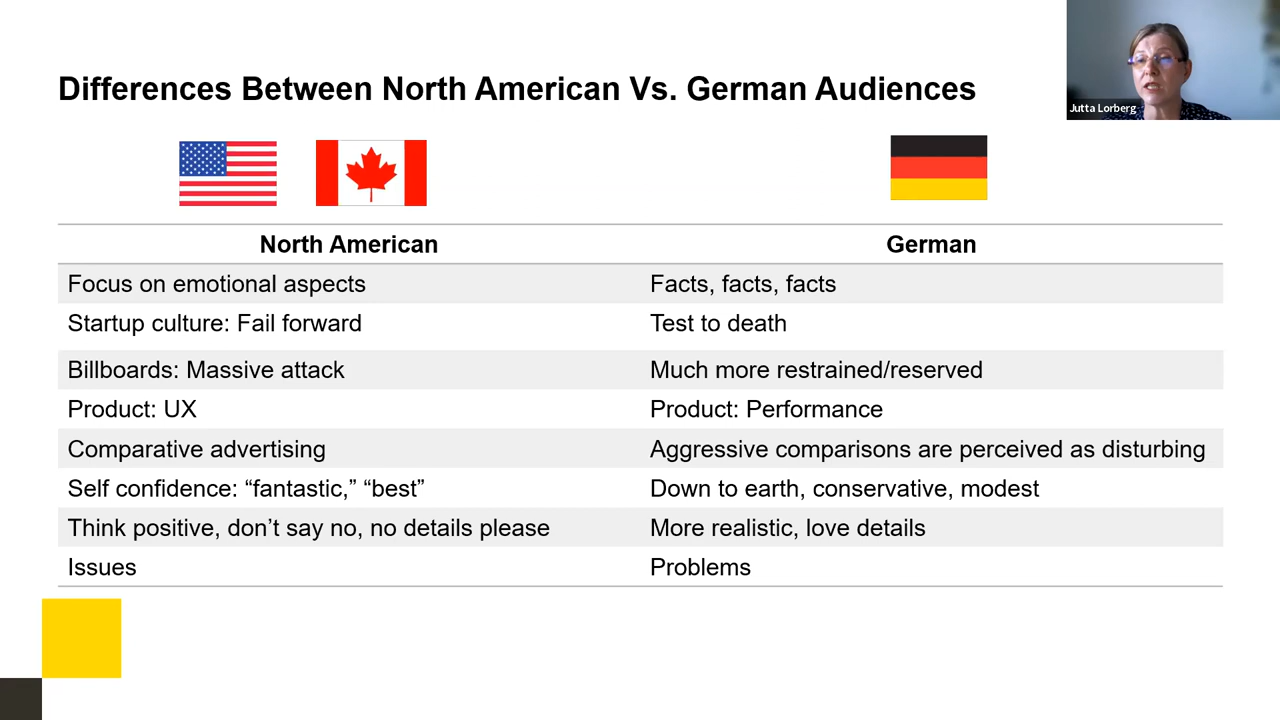 Differences Between North American Vs. German Audiences
Jutta Lorberg
North American German
Focus on emotional aspects Facts, facts, facts
Startup culture: Fail forward Test to death
Billboards: Massive attack Much more restrained/reserved
Product: UX Product: Performance
Comparative advertising Aggressive comparisons are perceived as disturbing
Self confidence: “fantastic,” “best” Down to earth, conservative, modest
Think positive, don’t say no, no details please More realistic, love details
Issues Problems